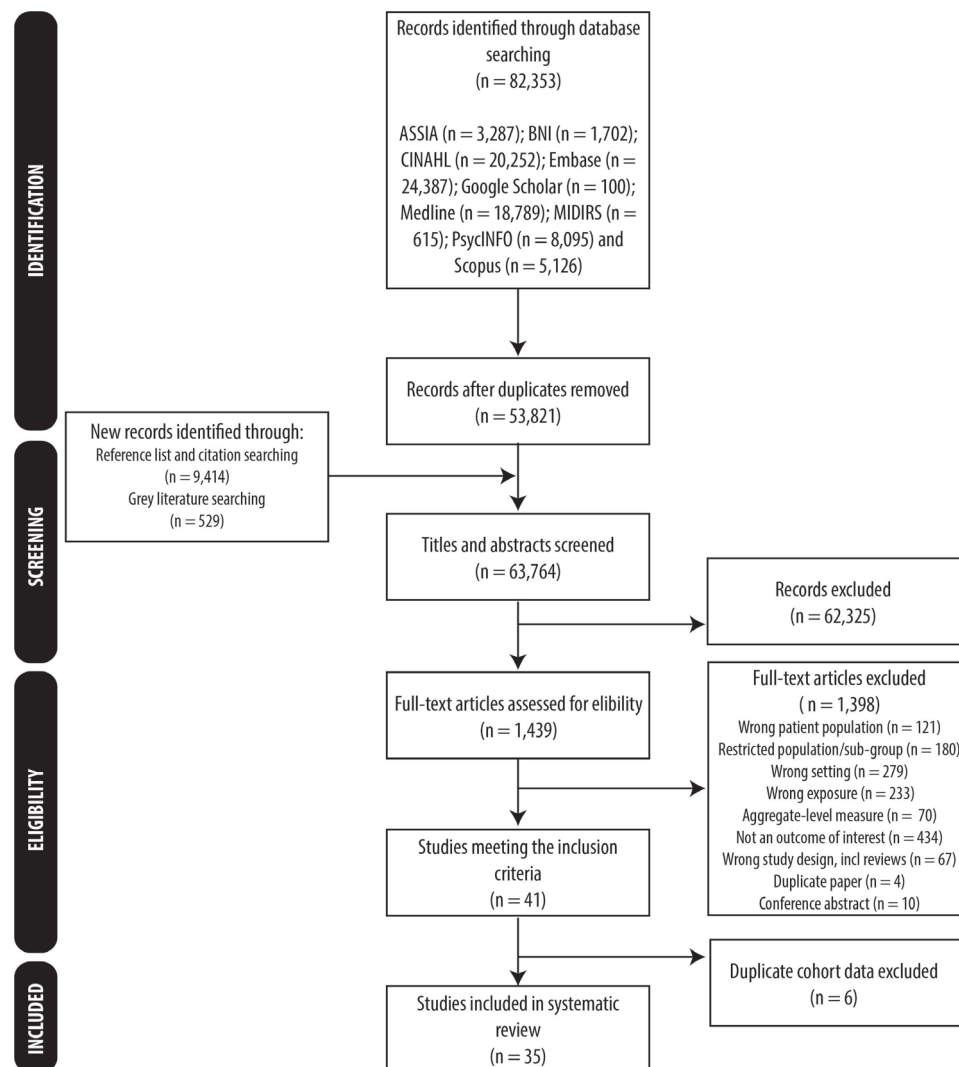 IDENTIFICATION
Records identified through database
searching
(n = 82,353)
ASSIA (n = 3,287); BNI (n = 1,702);
CINAHL (n = 20,252); Embase (n =
24,387); Google Scholar (n = 100);
Medline (n = 18,789); MIDIRS (n =
615); PsycINFO (n = 8,095) and
Scopus (n = 5,126)
Records after duplicates removed
(n = 53,821)
SCREENING
New records identified through:
Reference list and citation searching
(n = 9,414)
Grey literature searching
(n = 529)
Titles and abstracts screened
(n = 63,764)
Records excluded
(n = 62,325)
ELIGIBILITY
Full-text articles assessed for elibility
(n = 1,439)
Full-text articles excluded
( n = 1,398)
Wrong patient population (n = 121)
Restricted population/sub-group (n = 180)
Wrong setting (n = 279)
Wrong exposure (n = 233)
Aggregate-level measure (n = 70)
Not an outcome of interest (n = 434)
Wrong study design, incl reviews (n = 67)
Duplicate paper (n = 4)
Conference abstract (n = 10)
Studies meeting the inclusion
criteria
(n = 41)
Duplicate cohort data excluded
(n = 6)
INCLUDED
Studies included in systematic
review
(n = 35)